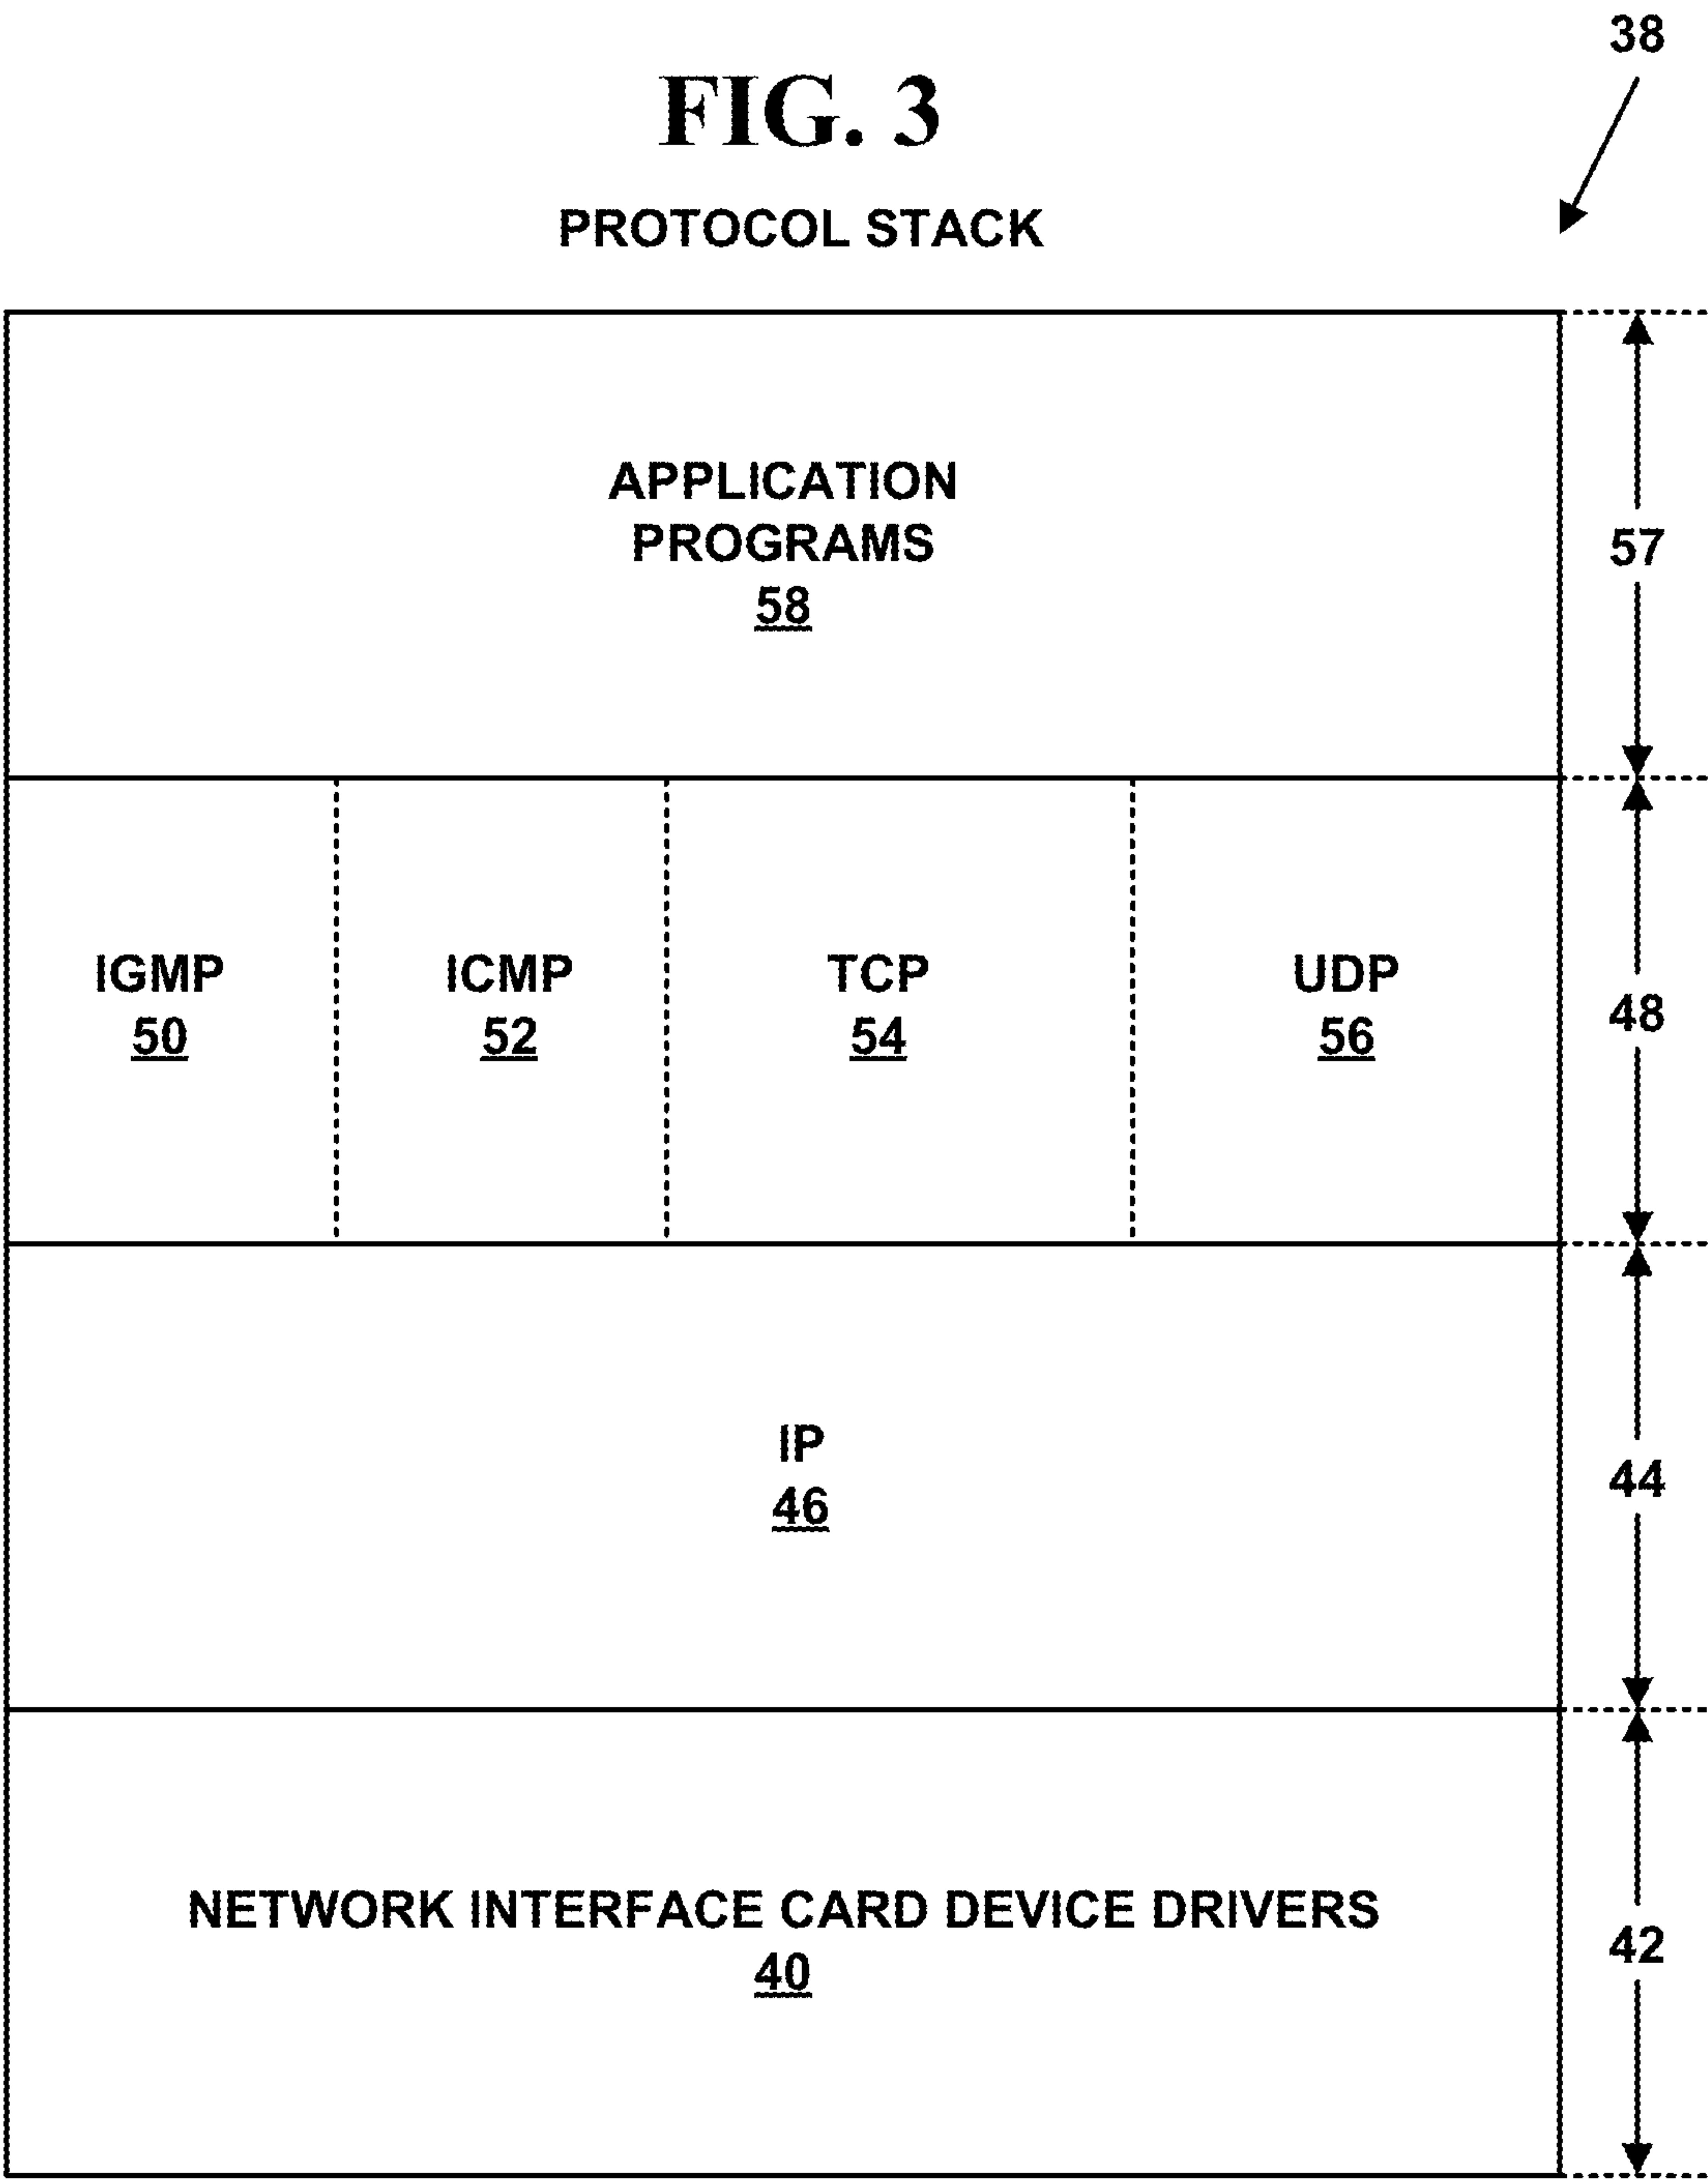 38
FIG. 3
PROTOCOL STACK
APPLICATION
PROGRAMS
58
57
IGMP
50
ICMP
52
TCP
54
UDP
56
48
IP
46
44
NETWORK INTERFACE CARD DEVICE DRIVERS
40
42